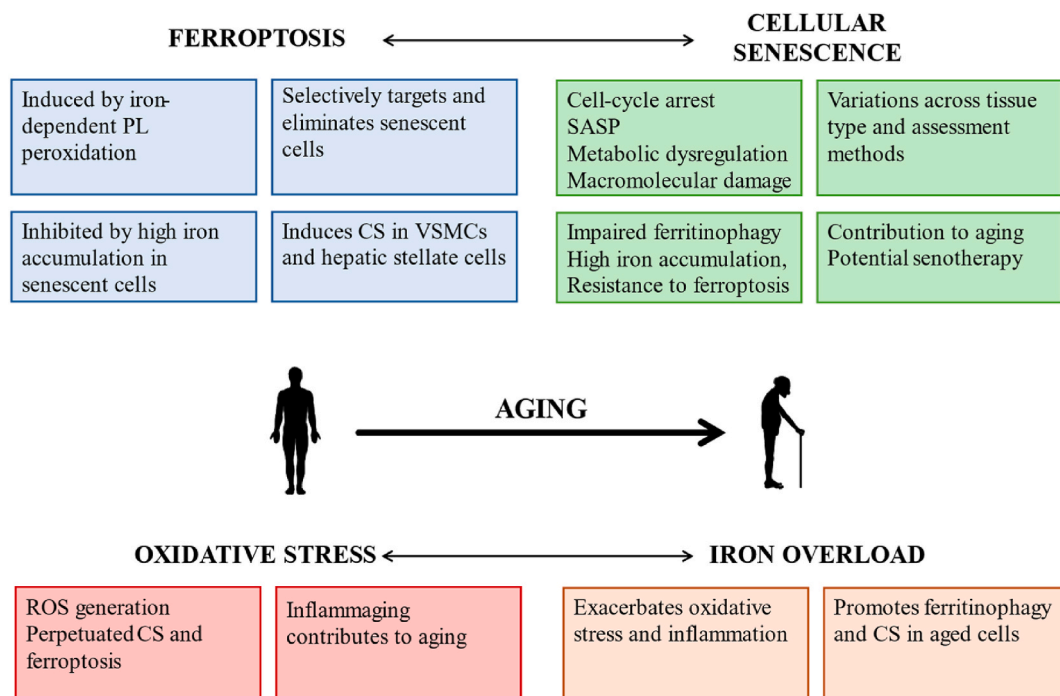 FERROPTOSIS
CELLULAR
SENESCENCE
Induced by iron-
dependent PL
peroxidation
Selectively targets and
eliminates senescent
cells
Cell-cycle arrest
SASP
Metabolic dysregulation
Macromolecular damage
Variations across tissue
type and assessment
methods
Inhibited by high iron
accumulation in
senescent cells
Induces CS in VSMCs
and hepatic stellate cells
Impaired ferritinophagy
High iron accumulation,
Resistance to ferroptosis
Contribution to aging
Potential senotherapy
AGING
OXIDATIVE STRESS
IRON OVERLOAD
ROS generation
Perpetuated CS and
ferroptosis
Inflammaging
contributes to aging
Exacerbates oxidative
stress and inflammation
Promotes ferritinophagy
and CS in aged cells